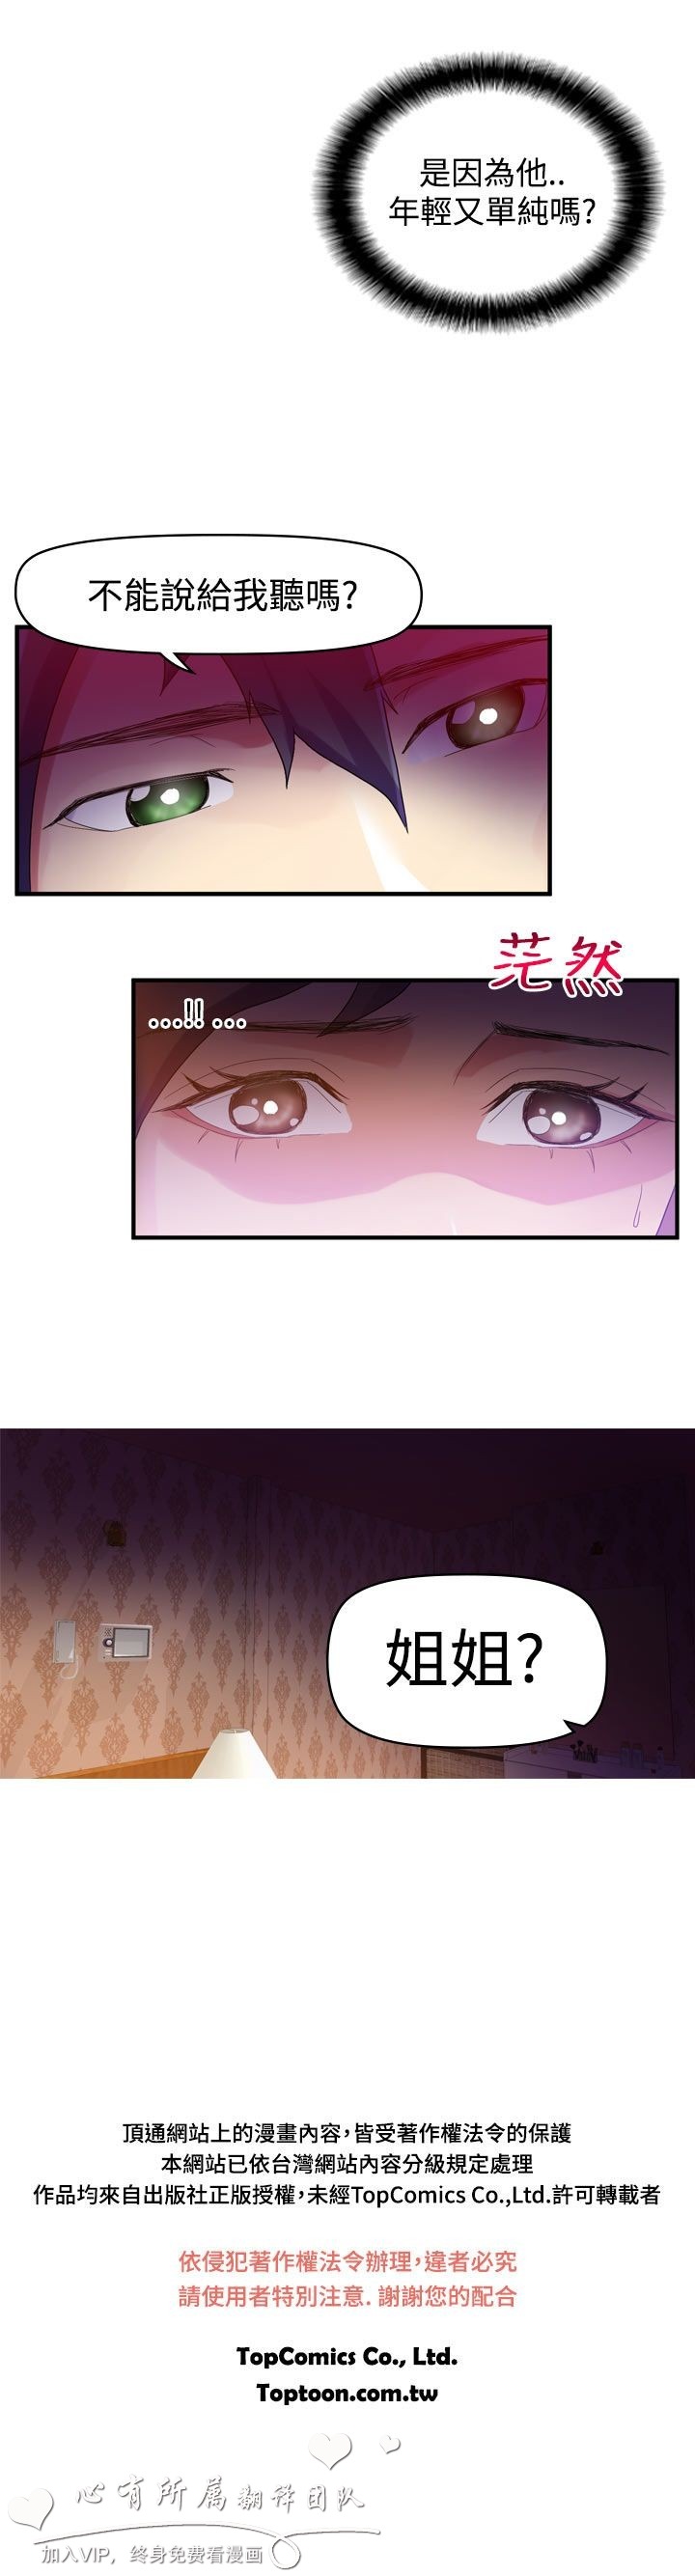 是因為他..
年輕又單純嗎?
不能說給我聽嗎?
茫然
...!! ...
姐姐?
頂通網站上的漫畫內容，皆受著作權法令的保護
本網站已依台灣網站內容分級規定處理
作品均來自出版社正版授權，未經TopComics Co.,Ltd.許可轉載者
依侵犯著作權法令辦理，違者必究
請使用者特別注意. 謝謝您的配合
TopComics Co., Ltd.
Toptoon.com.tw
心有所属翻译团队
加入VIP，终身免费看漫画